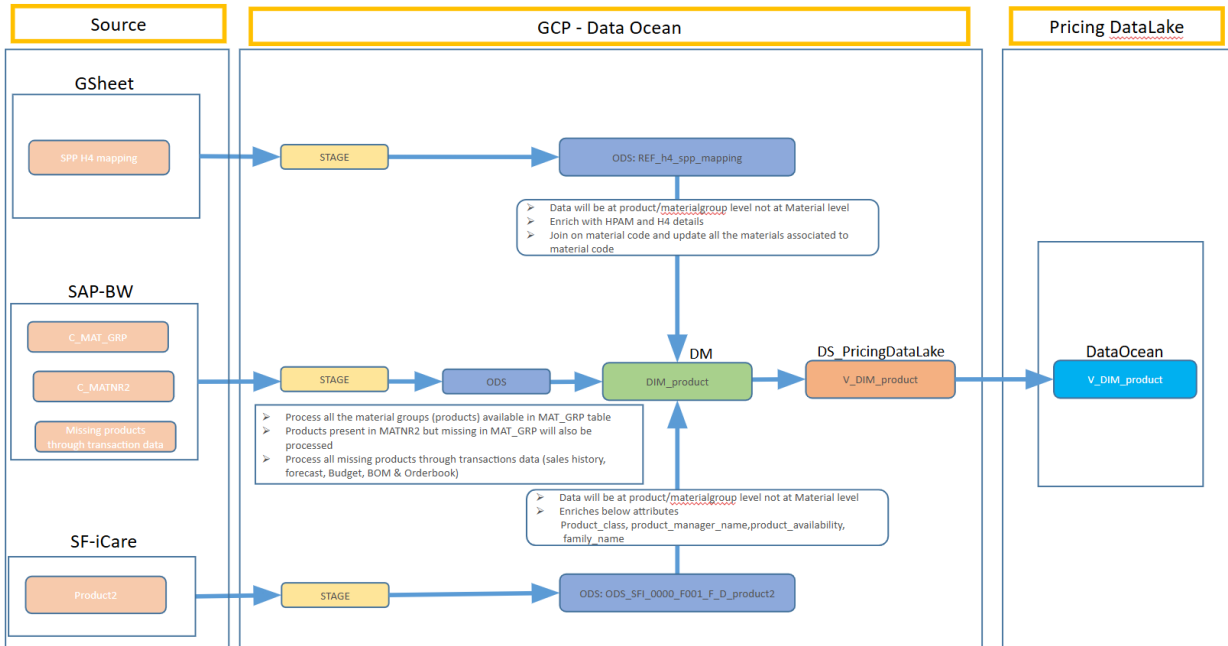 Source
GCP - Data Ocean
Pricing DataLake
GSheet
SPP H4 mapping
STAGE
ODS: REF_h4_spp_mapping
➢ Data will be at product/materialgroup level not at Material level
➢ Enrich with HPAM and H4 details
➢ Join on material code and update all the materials associated to
material code
SAP-BW
C_MAT_GRP
C_MATNR2
Missing products
through transaction data
STAGE
ODS
DM
DIM_product
DS_PricingDataLake
V_DIM_product
DataOcean
V_DIM_product
➢ Process all the material groups (products) available in MAT_GRP table
➢ Products present in MATNR2 but missing in MAT_GRP will also be
processed
➢ Process all missing products through transactions data (sales history,
forecast, Budget, BOM & Orderbook)
➢ Data will be at product/materialgroup level not at Material level
➢ Enriches below attributes
Product_class, product_manager_name,product_availability,
family_name
SF-iCare
Product2
STAGE
ODS: ODS_SFI_0000_F001_F_D_product2